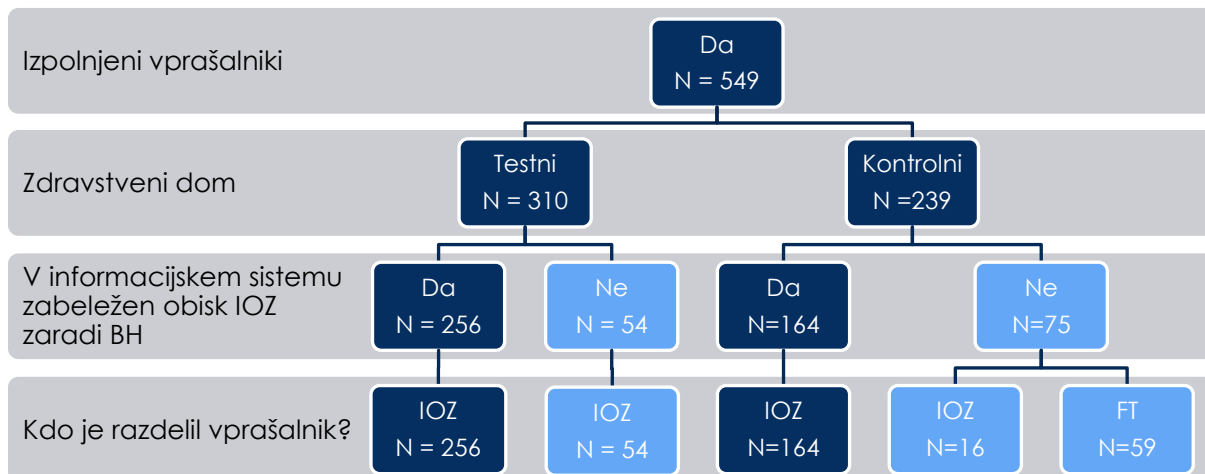 Izpolnjeni vprašalniki
Da
N = 549
Zdravstveni dom
Testni
N = 310
Kontrolni
N =239
V informacijskem sistemu
zabeležen obisk IOZ
zaradi BH
Da
N = 256
Ne
N = 54
Da
N=164
Ne
N=75
Kdo je razdelil vprašalnik?
IOZ
N = 256
IOZ
N = 54
IOZ
N=164
IOZ
N=16
FT
N=59